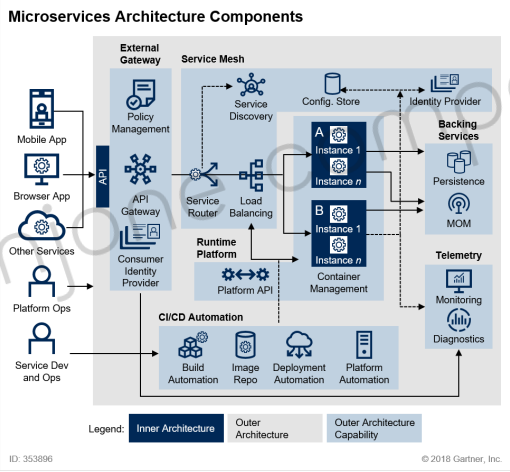 Microservices Architecture Components
External
Gateway
Service Mesh
Policy
Management
Service
Discovery
Config. Store
Identity Provider
Mobile App
Browser App
Other Services
API
API
Gateway
Service
Router
Load
Balancing
A
Instance 1
Instance n
B
Instance 1
Instance n
Container
Management
Backing
Services
Persistence
MOM
Consumer
Identity
Provider
Runtime
Platform
Platform API
Telemetry
Monitoring
Diagnostics
Platform Ops
Service Dev
and Ops
CI/CD Automation
Build
Automation
Image
Repo
Deployment
Automation
Platform
Automation
Legend:
Inner Architecture
Outer
Architecture
Outer Architecture
Capability
ID: 353896
© 2018 Gartner, Inc.